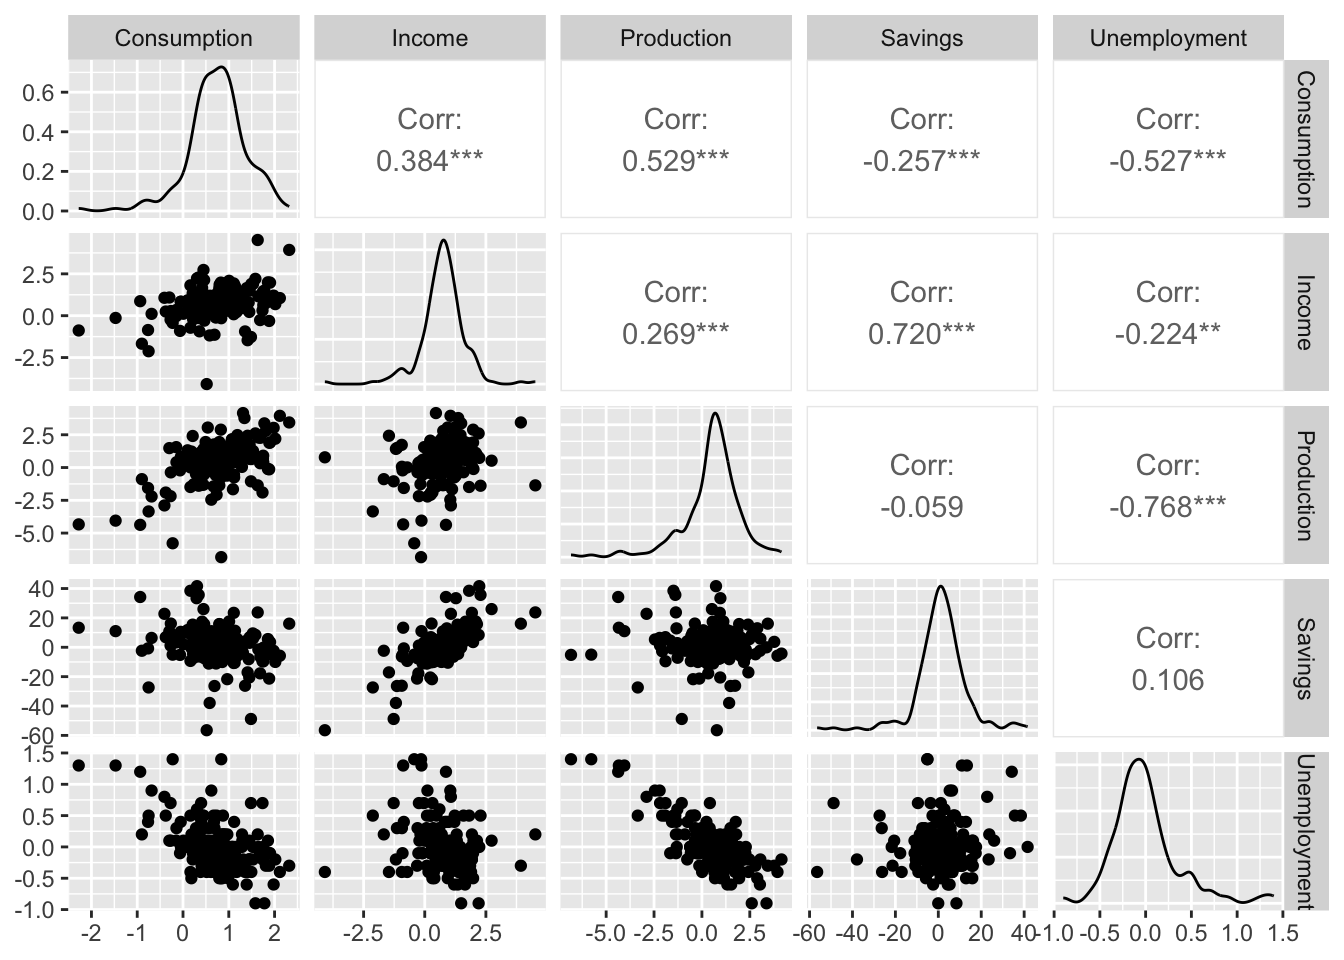 Consumption Income Production Savings Unemployment
0.6
0.4
0.2
0.0
Corr:
0.384***
Corr:
0.529***
Corr:
-0.257***
Corr:
-0.527***
Consumption
2.5
0.0
-2.5
Corr:
0.269***
Corr:
0.720***
Corr:
-0.224**
Income
2.5
0.0
-2.5
-5.0
Corr:
-0.059
Corr:
-0.768***
Production
40
20
0
-20
-40
-60
Corr:
0.106
Savings
1.5
1.0
0.5
0.0
-0.5
-1.0
Unemployment
-2 -1 0 1 2 -2.5 0.0 2.5 -5.0 -2.5 0.0 2.5 -60 -40 -20 0 20 40 -1.0 -0.5 0.0 0.5 1.0 1.5